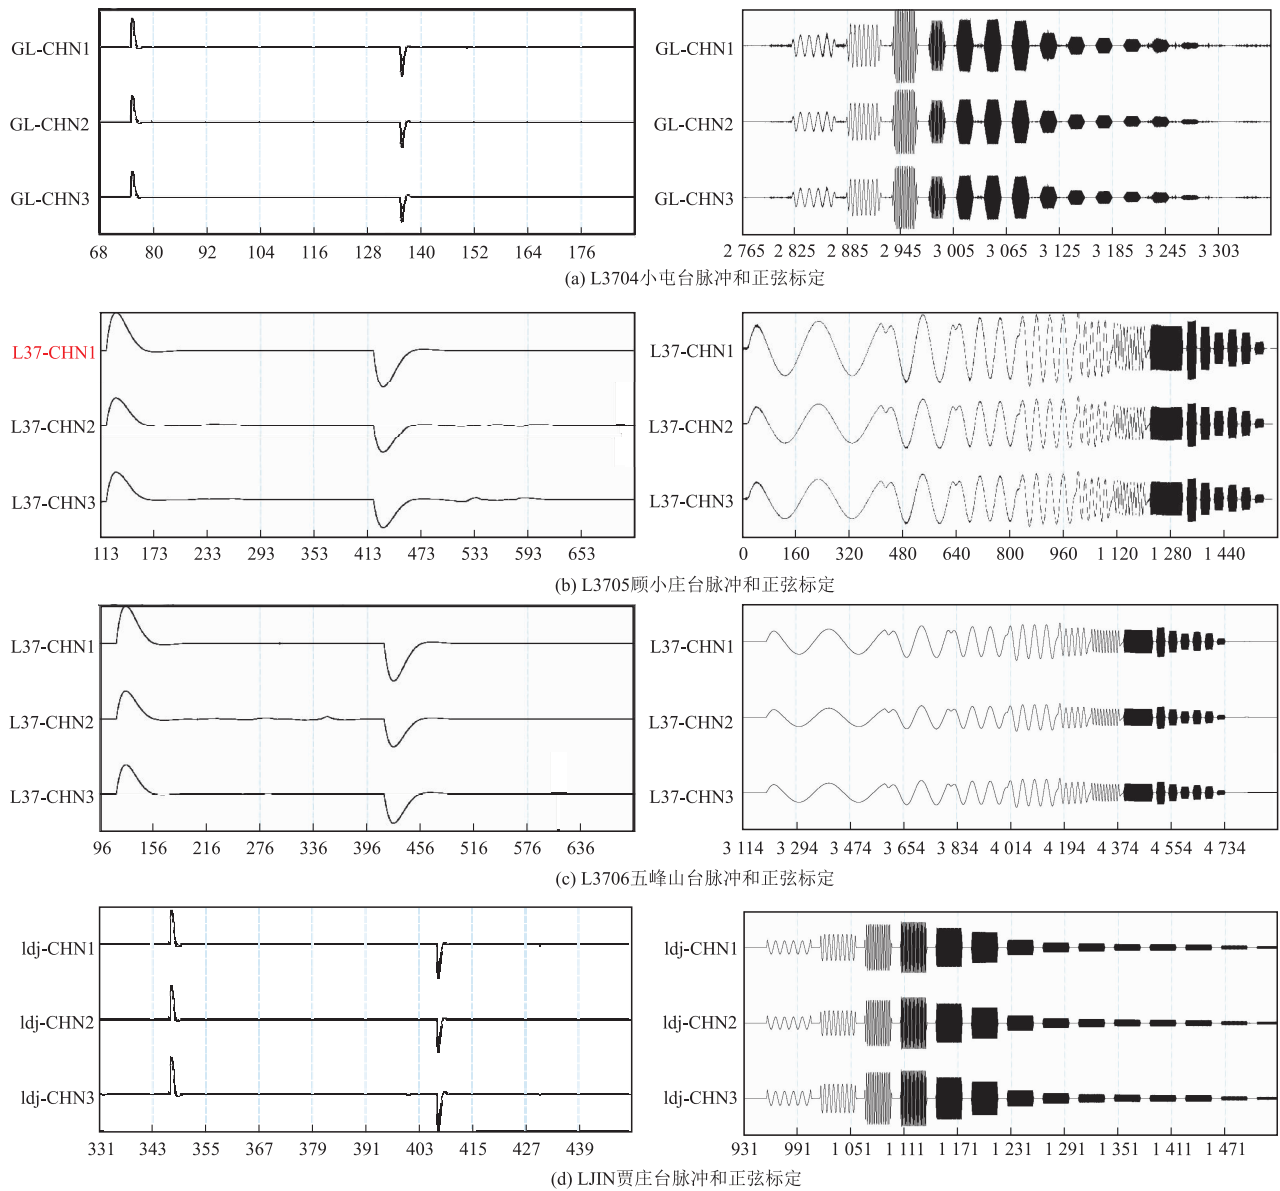 GL-CHN1
GL-CHN2
GL-CHN3
68 80 92 104 116 128 140 152 164 176
GL-CHN1
GL-CHN2
GL-CHN3
2 765 2 825 2 885 2 945 3 005 3 065 3 125 3 185 3 245 3 303
(a) L3704小屯台脉冲和正弦标定
L37-CHN1
L37-CHN2
L37-CHN3
113 173 233 293 353 413 473 533 593 653
L37-CHN1
L37-CHN2
L37-CHN3
0 160 320 480 640 800 960 1 120 1 280 1 440
(b) L3705顾小庄台脉冲和正弦标定
L37-CHN1
L37-CHN2
L37-CHN3
96 156 216 276 336 396 456 516 576 636
L37-CHN1
L37-CHN2
L37-CHN3
3 114 3 294 3 474 3 654 3 834 4 014 4 194 4 374 4 554 4 734
(c) L3706五峰山台脉冲和正弦标定
ldj-CHN1
ldj-CHN2
ldj-CHN3
331 343 355 367 379 391 403 415 427 439
ldj-CHN1
ldj-CHN2
ldj-CHN3
931 991 1 051 1 111 1 171 1 231 1 291 1 351 1 411 1 471
(d) LJIN贾庄台脉冲和正弦标定